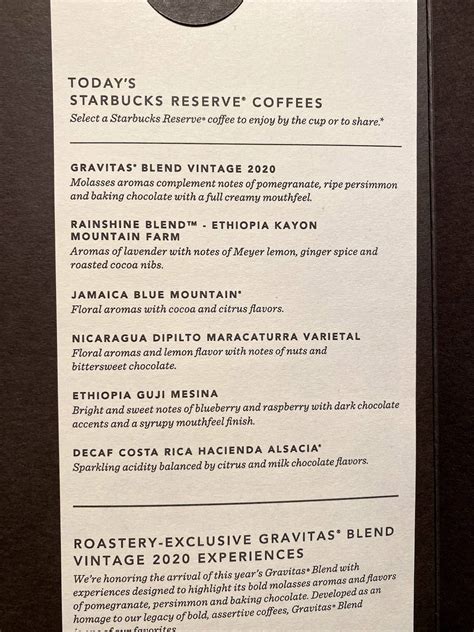 TODAY'S
STARBUCKS RESERVE® COFFEES
Select a Starbucks Reserve® coffee to enjoy by the cup or to share.*
GRAVITAS® BLEND VINTAGE 2020
Molasses aromas complement notes of pomegranate, ripe persimmon
and baking chocolate with a full creamy mouthfeel.
RAINSHINE BLEND™ - ETHIOPIA KAYON
MOUNTAIN FARM
Aromas of lavender with notes of Meyer lemon, ginger spice and
roasted cocoa nibs.
JAMAICA BLUE MOUNTAIN®
Floral aromas with cocoa and citrus flavors.
NICARAGUA DIPILTO MARACATURRA VARIETAL
Floral aromas and lemon flavor with notes of nuts and
bittersweet chocolate.
ETHIOPIA GUJI MESINA
Bright and sweet notes of blueberry and raspberry with dark chocolate
accents and a syrupy mouthfeel finish.
DECAF COSTA RICA HACIENDA ALSACIA®
Sparkling acidity balanced by citrus and milk chocolate flavors.
ROASTERY-EXCLUSIVE GRAVITAS® BLEND
VINTAGE 2020 EXPERIENCES
We're honoring the arrival of this year's Gravitas® Blend with
experiences designed to highlight its bold molasses aromas and flavors
of pomegranate, persimmon and baking chocolate. Developed as an
homage to our legacy of bold, assertive coffees, Gravitas® Blend
our favorites